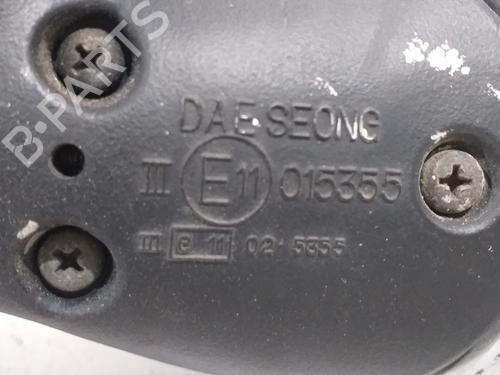 B-PARTS
DAE SEONG
III E11 015355
III e 11 02 5355